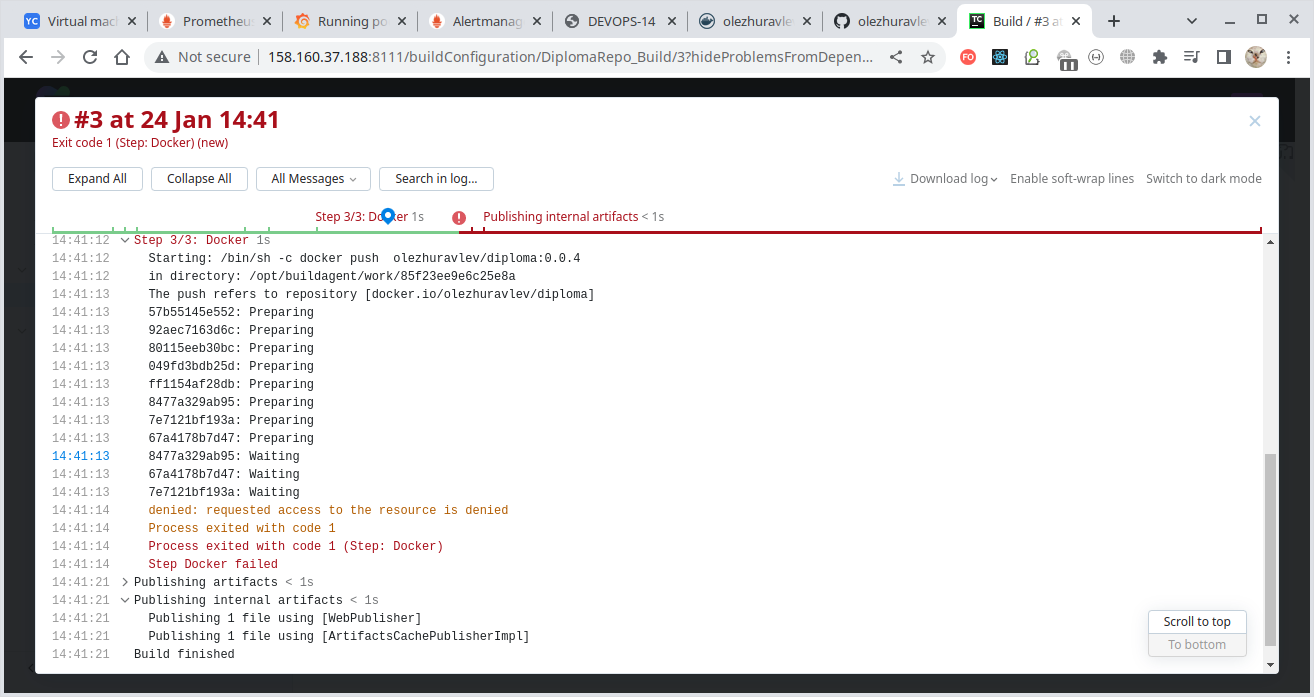 YC Virtual mac
Prometheus
Running po
Alertmanag
DEVOPS-14
olezhuravle
olezhuravle
TC Build / #3 at
Not secure
158.160.37.188:8111/buildConfiguration/DiplomaRepo_Build/3?hideProblemsFromDepen...
FO
#3 at 24 Jan 14:41
Exit code 1 (Step: Docker) (new)
Expand All
Collapse All
All Messages
Search in log...
Download log
Enable soft-wrap lines
Switch to dark mode
Step 3/3: Docker 1s
Publishing internal artifacts < 1s
14:41:12 Step 3/3: Docker 1s
14:41:12 Starting: /bin/sh -c docker push  olezhuravlev/diploma:0.0.4
14:41:12 in directory: /opt/buildagent/work/85f23ee9e6c25e8a
14:41:13 The push refers to repository [docker.io/olezhuravlev/diploma]
14:41:13 57b55145e552: Preparing
14:41:13 92aec7163d6c: Preparing
14:41:13 80115eeb30bc: Preparing
14:41:13 049fd3bdb25d: Preparing
14:41:13 ff1154af28db: Preparing
14:41:13 8477a329ab95: Preparing
14:41:13 7e7121bf193a: Preparing
14:41:13 67a4178b7d47: Preparing
14:41:13 8477a329ab95: Waiting
14:41:13 67a4178b7d47: Waiting
14:41:13 7e7121bf193a: Waiting
14:41:14 denied: requested access to the resource is denied
14:41:14 Process exited with code 1
14:41:14 Process exited with code 1 (Step: Docker)
14:41:14 Step Docker failed
14:41:21 Publishing artifacts < 1s
14:41:21 Publishing internal artifacts < 1s
14:41:21 Publishing 1 file using [WebPublisher]
14:41:21 Publishing 1 file using [ArtifactsCachePublisherImpl]
14:41:21 Build finished
Scroll to top
To bottom